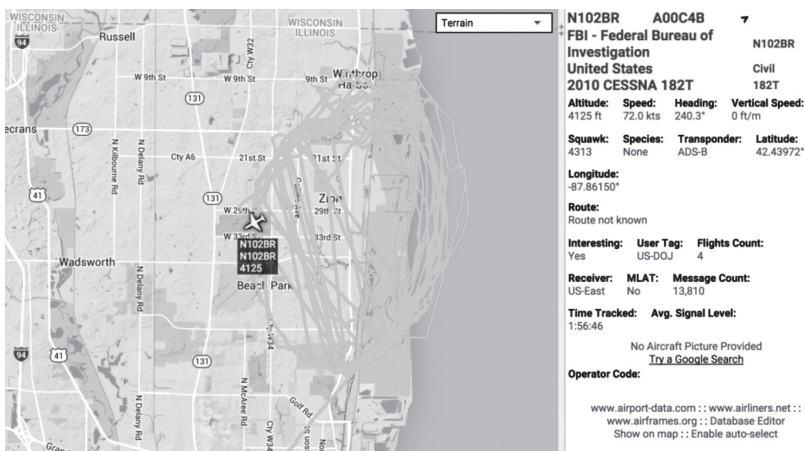 WISCONSIN
ILLINOIS
94
Russell
Cty W32
WISCONSIN
ILLINOIS
Terrain
W 9th St
W 9th St
9th St
Winthrop
Harbor
131
ecrans
173
N Kilbourne Rd
N Delany Rd
Cty A6
21st St
21st St
41
131
W 29th
29th St
Zion
W 33rd S
33rd St
N102BR
N102BR
4125
Wadsworth
Beach Park
N Delany Rd
Cty W34
94
41
131
N Delany Rd
N McAree Rd
Golf Rd
Cty W34
N102BR A00C4B
FBI - Federal Bureau of
Investigation
N102BR
United States
Civil
2010 CESSNA 182T
182T
Altitude: Speed: Heading: Vertical Speed:
4125 ft 72.0 kts 240.3° 0 ft/m
Squawk: Species: Transponder: Latitude:
4313 None ADS-B 42.43972°
Longitude:
-87.86150°
Route:
Route not known
Interesting: User Tag: Flights Count:
Yes US-DOJ 4
Receiver: MLAT: Message Count:
US-East No 13,810
Time Tracked: Avg. Signal Level:
1:56:46
No Aircraft Picture Provided
Try a Google Search
Operator Code:
www.airport-data.com : : www.airliners.net : :
www.airframes.org : : Database Editor
Show on map : : Enable auto-select